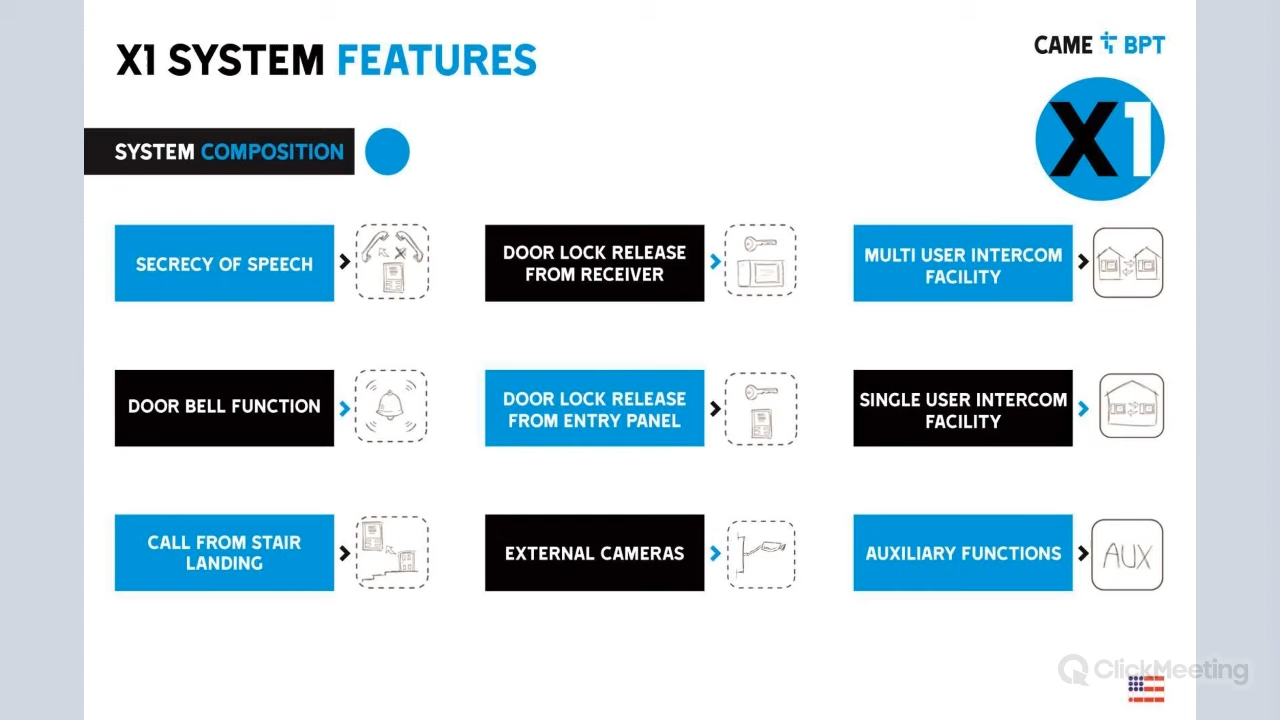 X1 SYSTEM FEATURES
CAME BPT
X1
SYSTEM COMPOSITION
SECRECY OF SPEECH
DOOR LOCK RELEASE
FROM RECEIVER
MULTI USER INTERCOM
FACILITY
DOOR BELL FUNCTION
DOOR LOCK RELEASE
FROM ENTRY PANEL
SINGLE USER INTERCOM
FACILITY
CALL FROM STAIR
LANDING
EXTERNAL CAMERAS
AUXILIARY FUNCTIONS
AUX
ClickMeeting